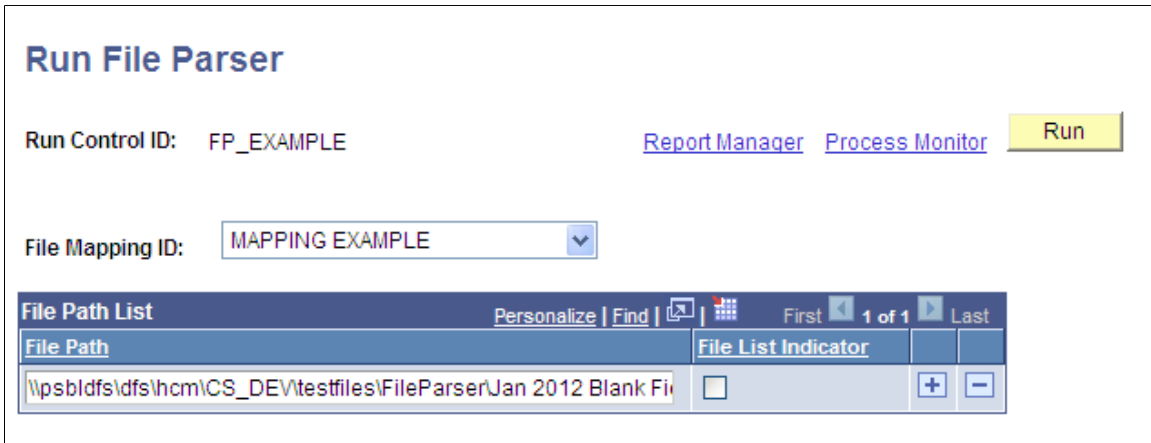 Run File Parser
Run Control ID: FP_EXAMPLE Report Manager Process Monitor Run
File Mapping ID: MAPPING EXAMPLE
File Path List Personalize | Find | | First 1 of 1 Last
File Path File List Indicator
\\psbldfs\dfs\hcm\CS_DEV\testfiles\FileParser\Jan 2012 Blank